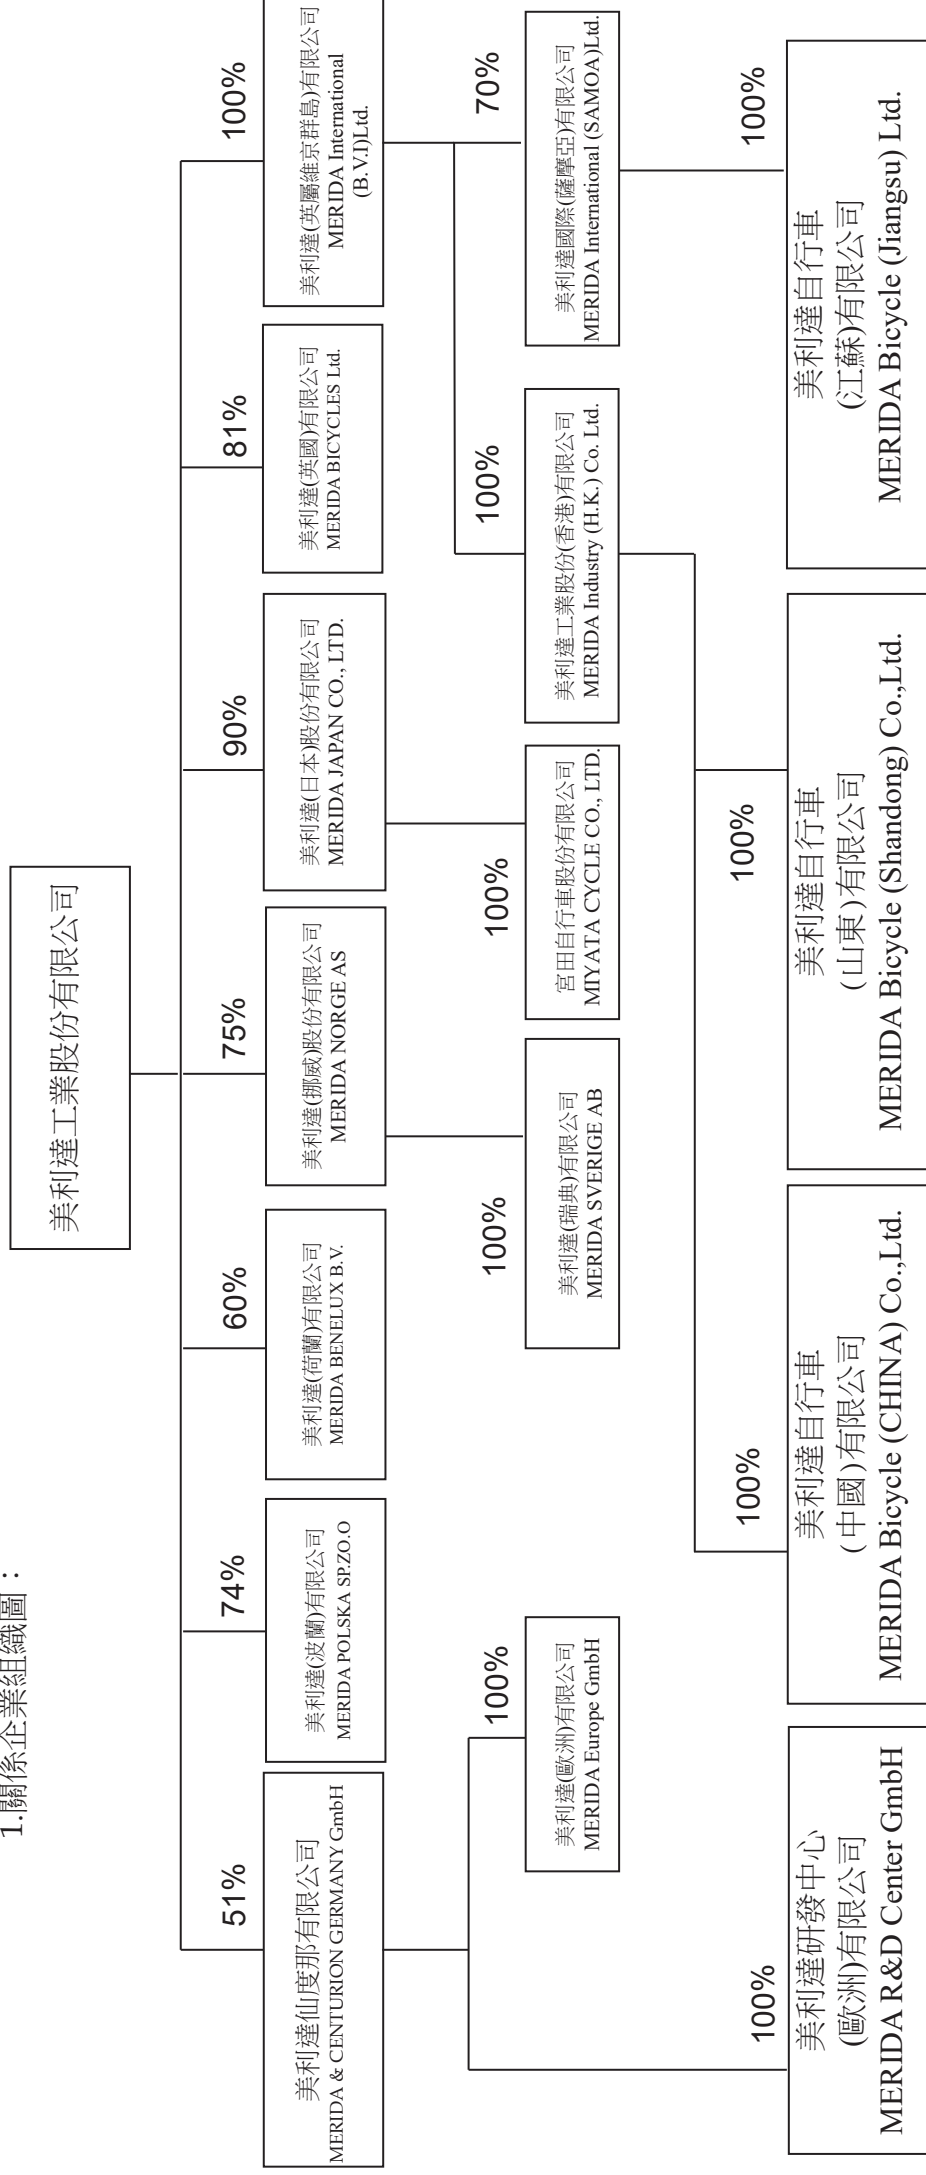 1.關係企業組織圖：
美利達工業股份有限公司
51%
74%
60%
75%
90%
81%
100%
美利達仙度那有限公司
MERIDA & CENTURION GERMANY GmbH
美利達(波蘭)有限公司
MERIDA POLSKA SP.ZO.O
美利達(荷蘭)有限公司
MERIDA BENELUX B.V.
美利達(挪威)股份有限公司
MERIDA NORGE AS
美利達(日本)股份有限公司
MERIDA JAPAN CO., LTD.
美利達(英國)有限公司
MERIDA BICYCLES Ltd.
美利達(英屬維京群島)有限公司
MERIDA International
(B.V.I)Ltd.
100%
100%
100%
100%
70%
美利達(歐洲)有限公司
MERIDA Europe GmbH
美利達(瑞典)有限公司
MERIDA SVERIGE AB
宮田自行車股份有限公司
MIYATA CYCLE CO., LTD.
美利達工業股份(香港)有限公司
MERIDA Industry (H.K.) Co. Ltd.
美利達國際(薩摩亞)有限公司
MERIDA International (SAMOA)Ltd.
100%
100%
100%
100%
美利達研發中心
(歐洲)有限公司
MERIDA R&D Center GmbH
美利達自行車
(中國)有限公司
MERIDA Bicycle (CHINA) Co.,Ltd.
美利達自行車
(山東)有限公司
MERIDA Bicycle (Shandong) Co.,Ltd.
美利達自行車
(江蘇)有限公司
MERIDA Bicycle (Jiangsu) Ltd.